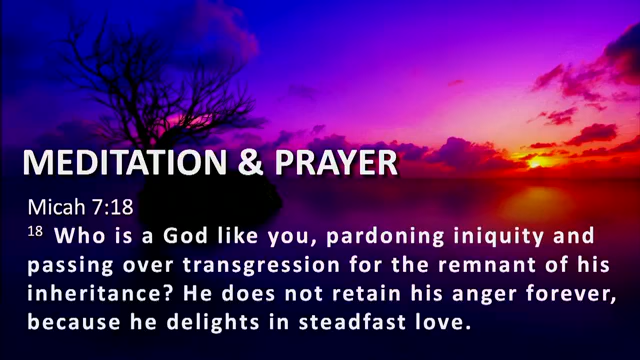 MEDITATION & PRAYER
Micah 7:18
18 Who is a God like you, pardoning iniquity and
passing over transgression for the remnant of his
inheritance? He does not retain his anger forever,
because he delights in steadfast love.